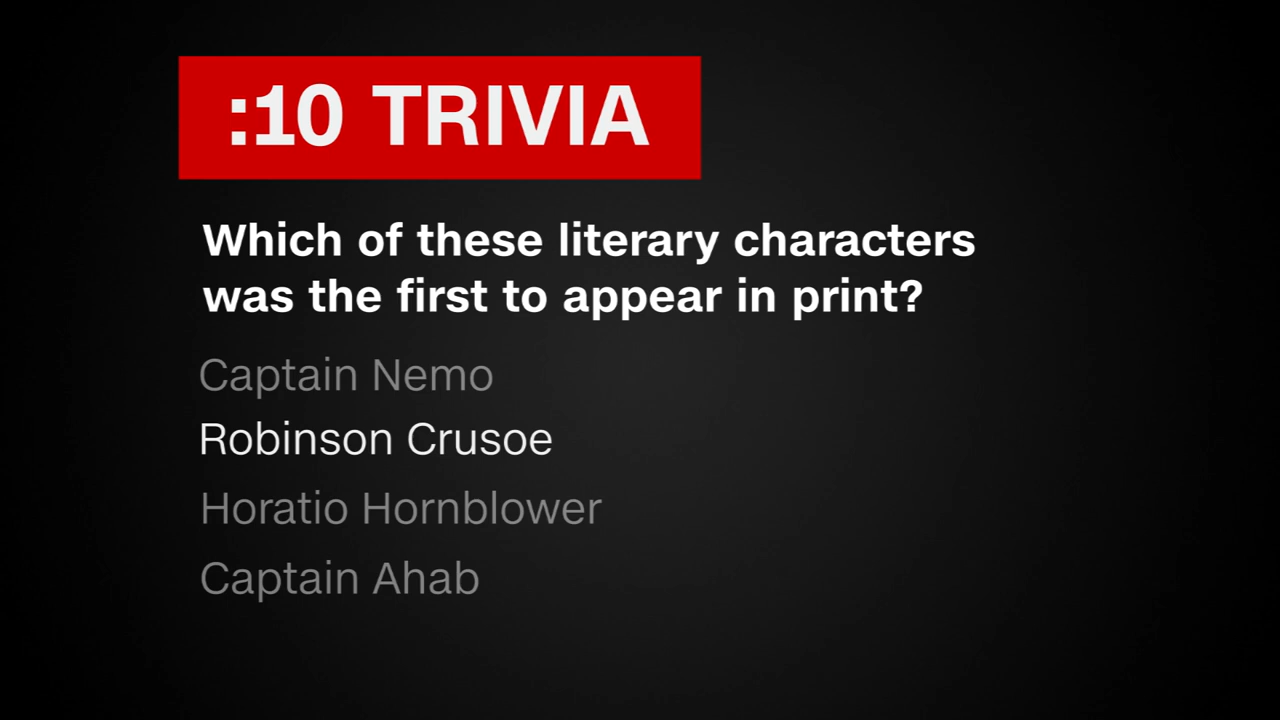 :10 TRIVIA
Which of these literary characters
was the first to appear in print?
Captain Nemo
Robinson Crusoe
Horatio Hornblower
Captain Ahab